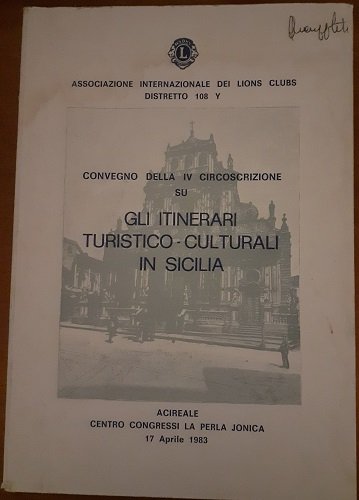 L
ASSOCIAZIONE INTERNAZIONALE DEI LIONS CLUBS
DISTRETTO 108 Y
CONVEGNO DELLA IV CIRCOSCRIZIONE
SU
GLI ITINERARI
TURISTICO-CULTURALI
IN SICILIA
ACIREALE
CENTRO CONGRESSI LA PERLA JONICA
17 Aprile 1983